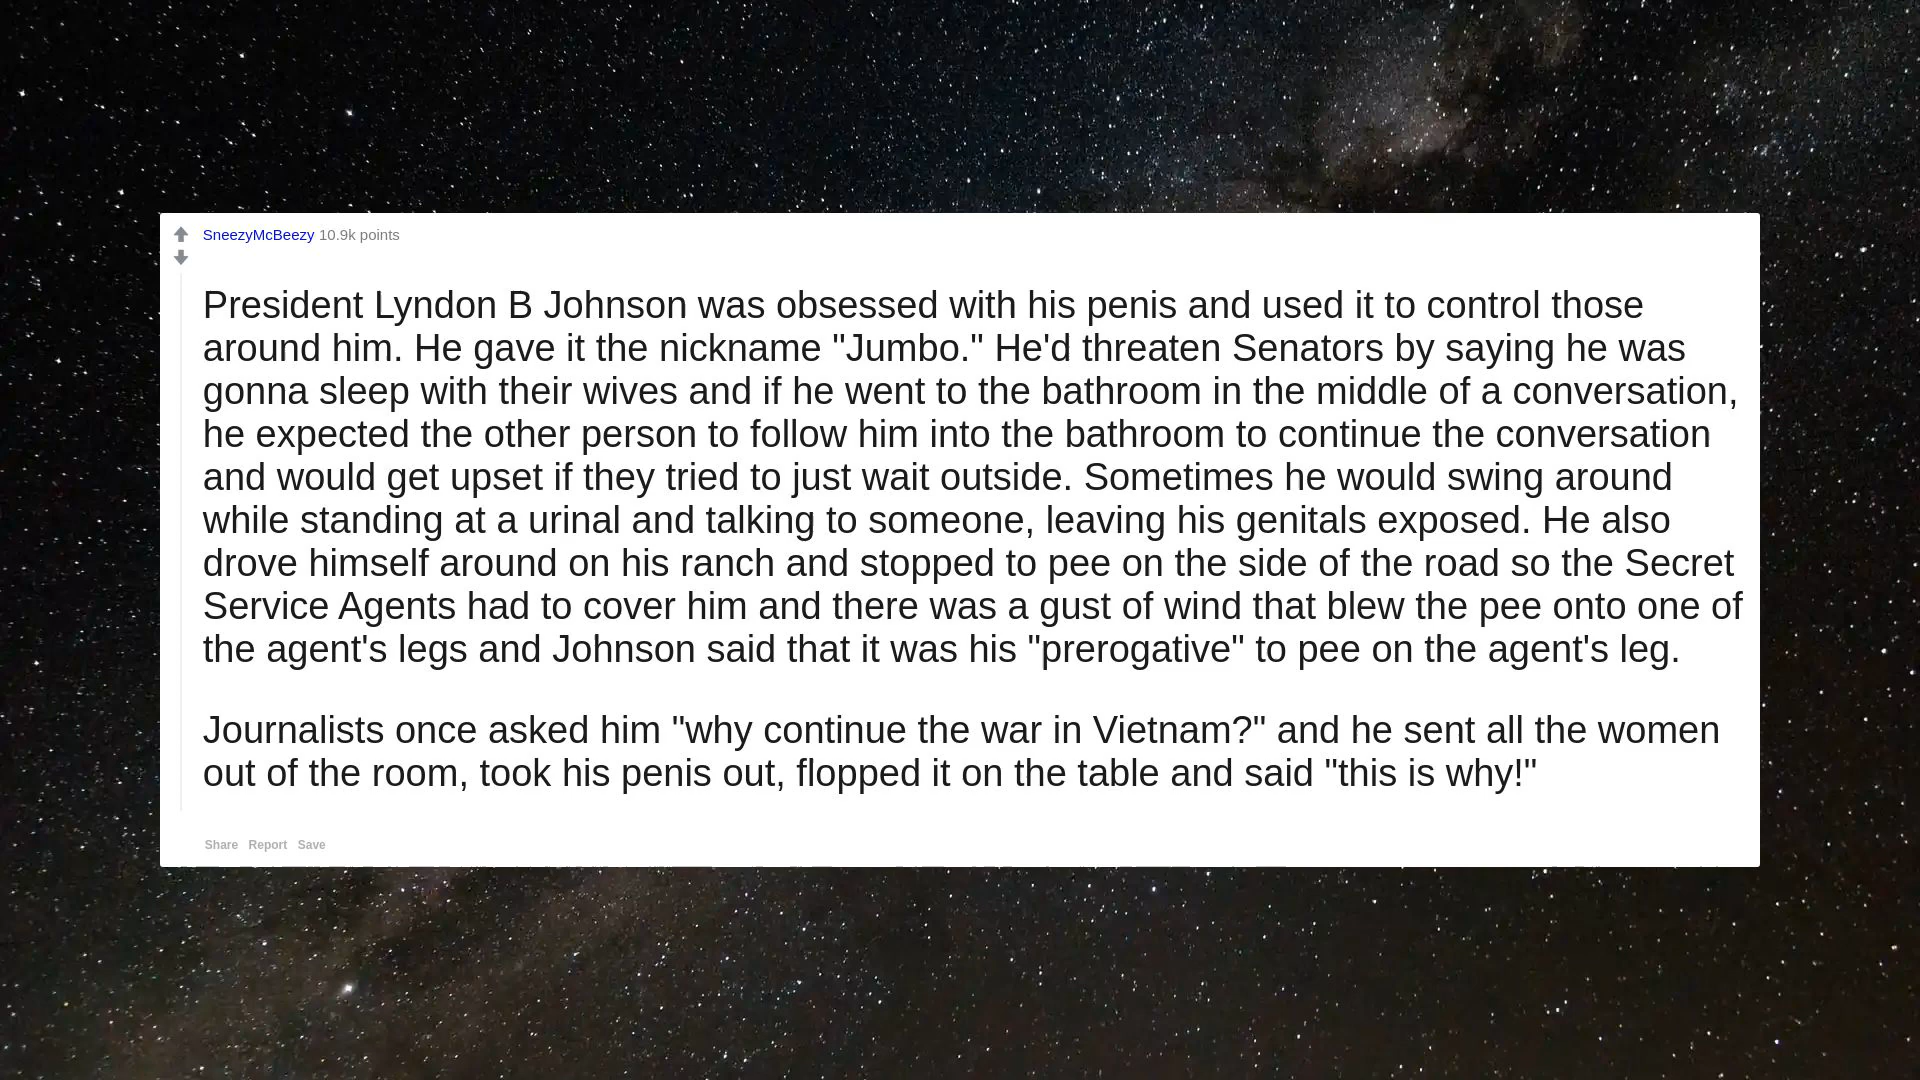 SneezyMcBeezy 10.9k points
President Lyndon B Johnson was obsessed with his penis and used it to control those
around him. He gave it the nickname "Jumbo." He'd threaten Senators by saying he was
gonna sleep with their wives and if he went to the bathroom in the middle of a conversation,
he expected the other person to follow him into the bathroom to continue the conversation
and would get upset if they tried to just wait outside. Sometimes he would swing around
while standing at a urinal and talking to someone, leaving his genitals exposed. He also
drove himself around on his ranch and stopped to pee on the side of the road so the Secret
Service Agents had to cover him and there was a gust of wind that blew the pee onto one of
the agent's legs and Johnson said that it was his "prerogative" to pee on the agent's leg.
Journalists once asked him "why continue the war in Vietnam?" and he sent all the women
out of the room, took his penis out, flopped it on the table and said "this is why!"
Share Report Save